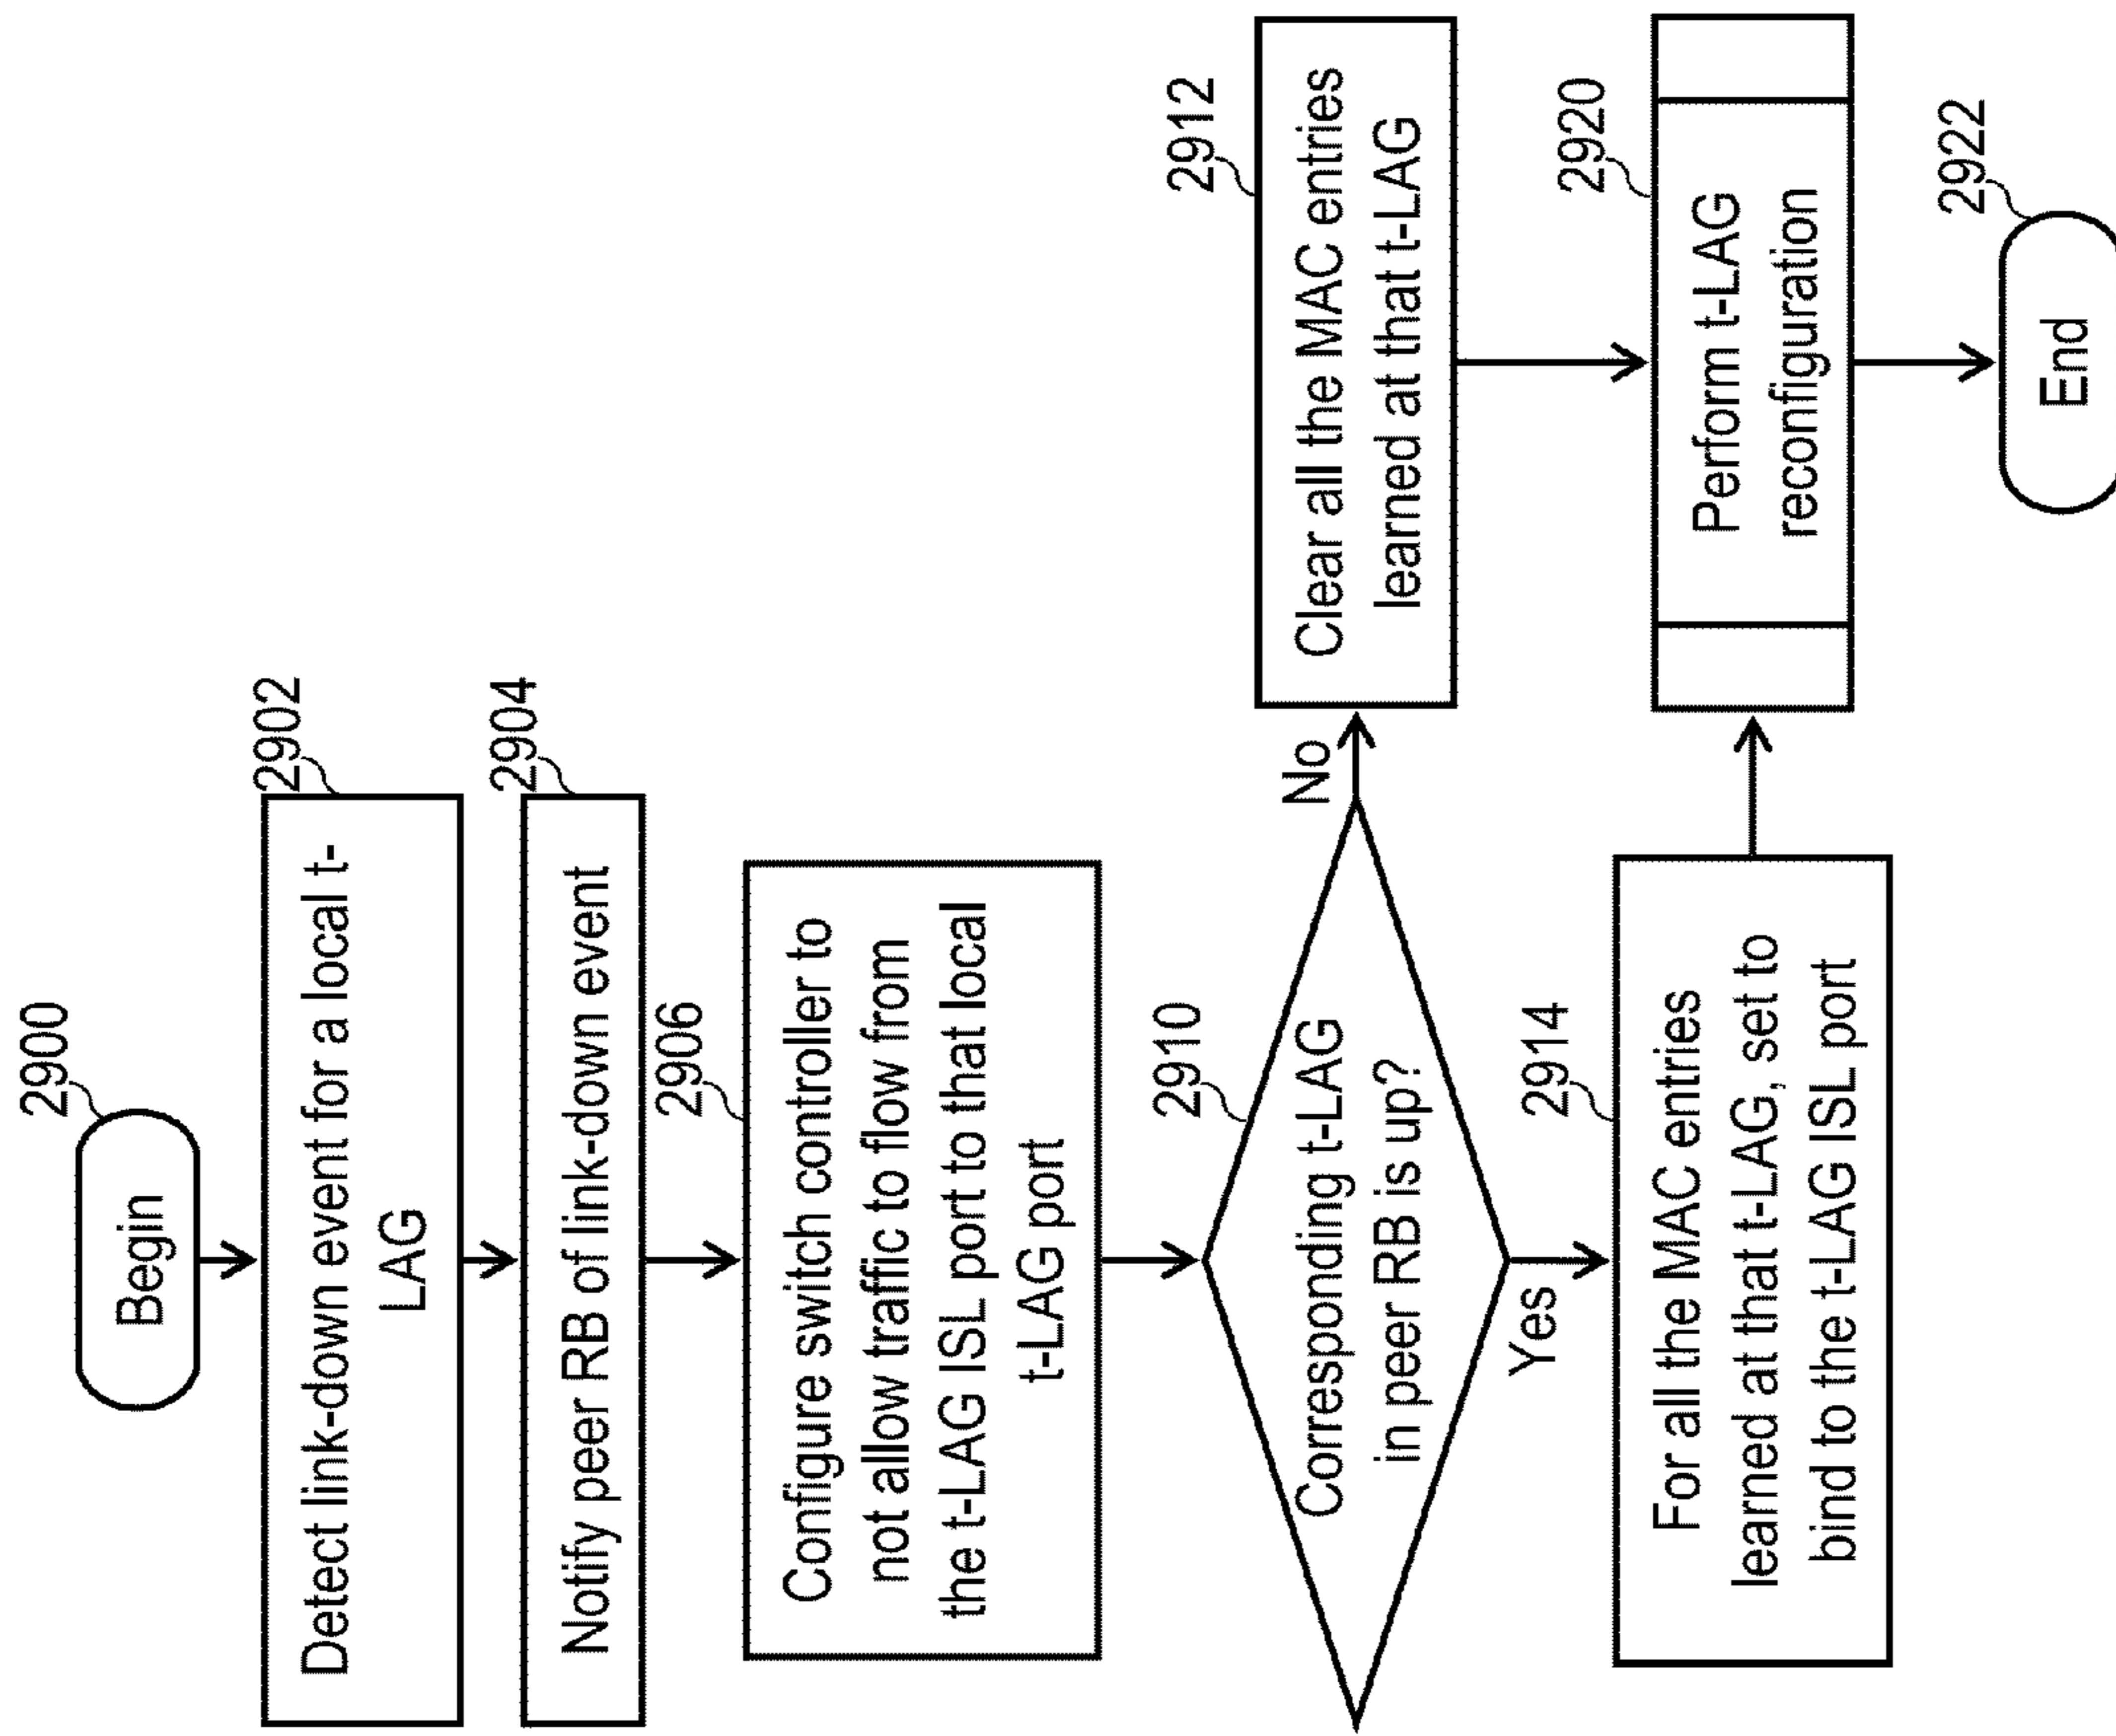 2900
Begin
2902
Detect link-down event for a local t-
LAG
2904
Notify peer RB of link-down event
2906
Configure switch controller to
not allow traffic to flow from
the t-LAG ISL port to that local
t-LAG port
2910
Corresponding t-LAG
in peer RB is up?
No
Yes
2912
Clear all the MAC entries
learned at that t-LAG
2914
For all the MAC entries
learned at that t-LAG, set to
bind to the t-LAG ISL port
2920
Perform t-LAG
reconfiguration
2922
End